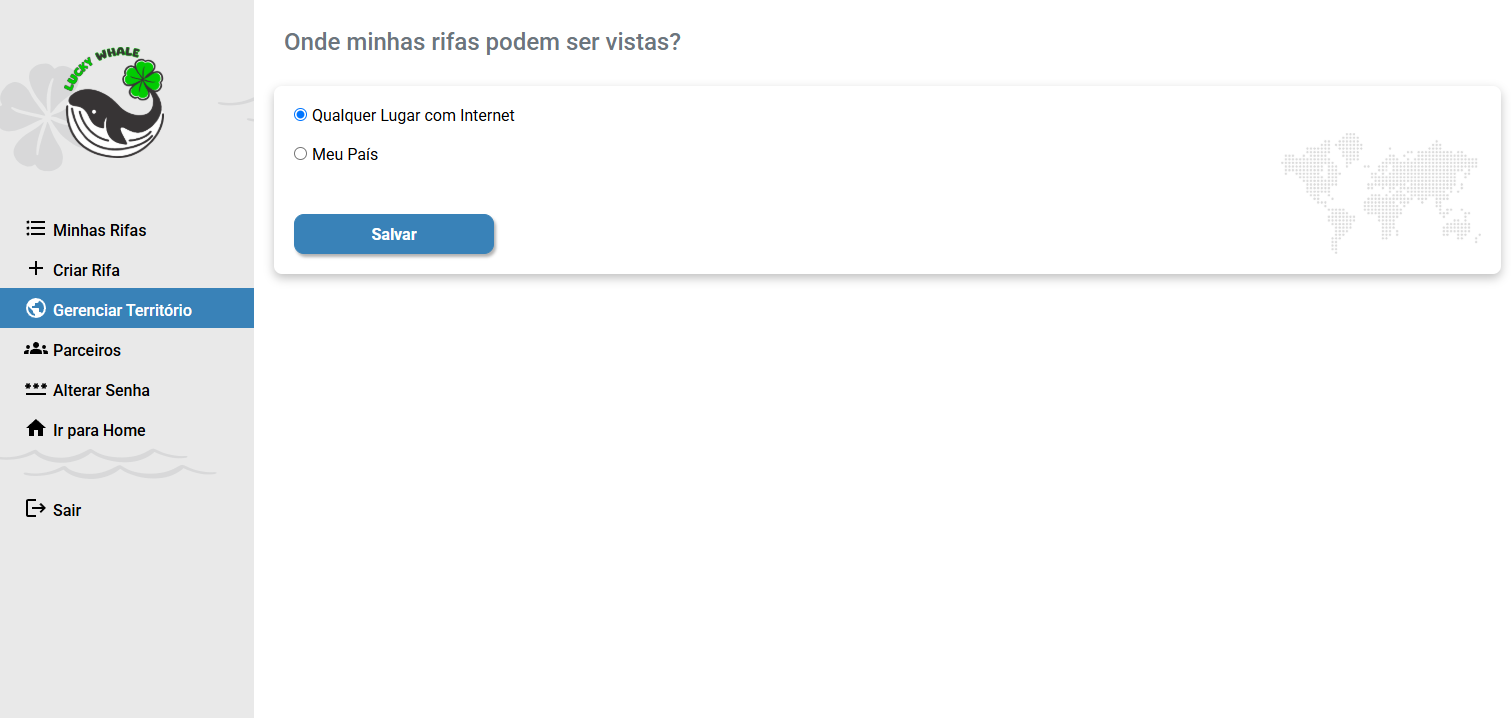 LUCKY WHALE
Minhas Rifas
Criar Rifa
Gerenciar Território
Parceiros
Alterar Senha
Ir para Home
Sair
Onde minhas rifas podem ser vistas?
Qualquer Lugar com Internet
Meu País
Salvar